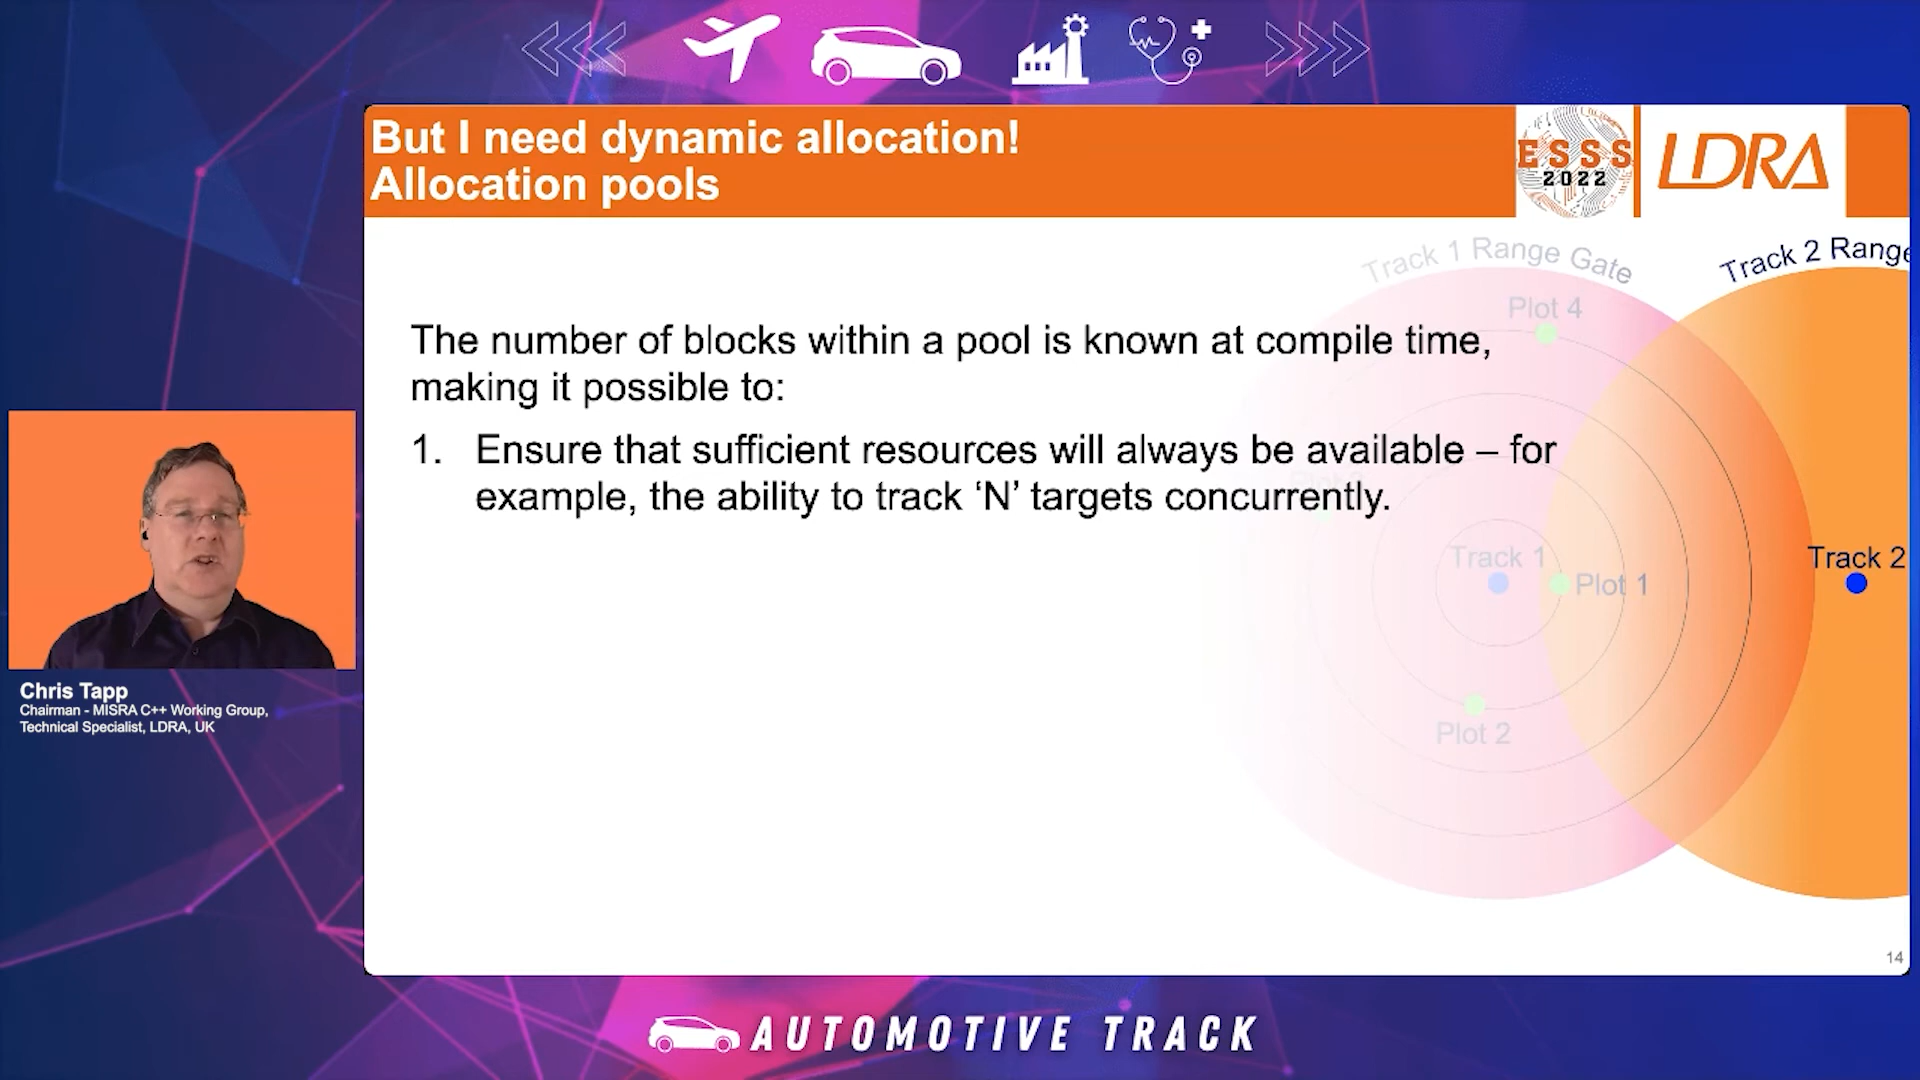 But I need dynamic allocation!
Allocation pools
ESSS
2022
LDRA
Track 1 Range Gate
Track 2 Range
Plot 4
The number of blocks within a pool is known at compile time,
making it possible to:
1. Ensure that sufficient resources will always be available – for
example, the ability to track ‘N’ targets concurrently.
Track 1
Plot 1
Track 2
Plot 2
Chris Tapp
Chairman - MISRA C++ Working Group,
Technical Specialist, LDRA, UK
14
AUTOMOTIVE TRACK